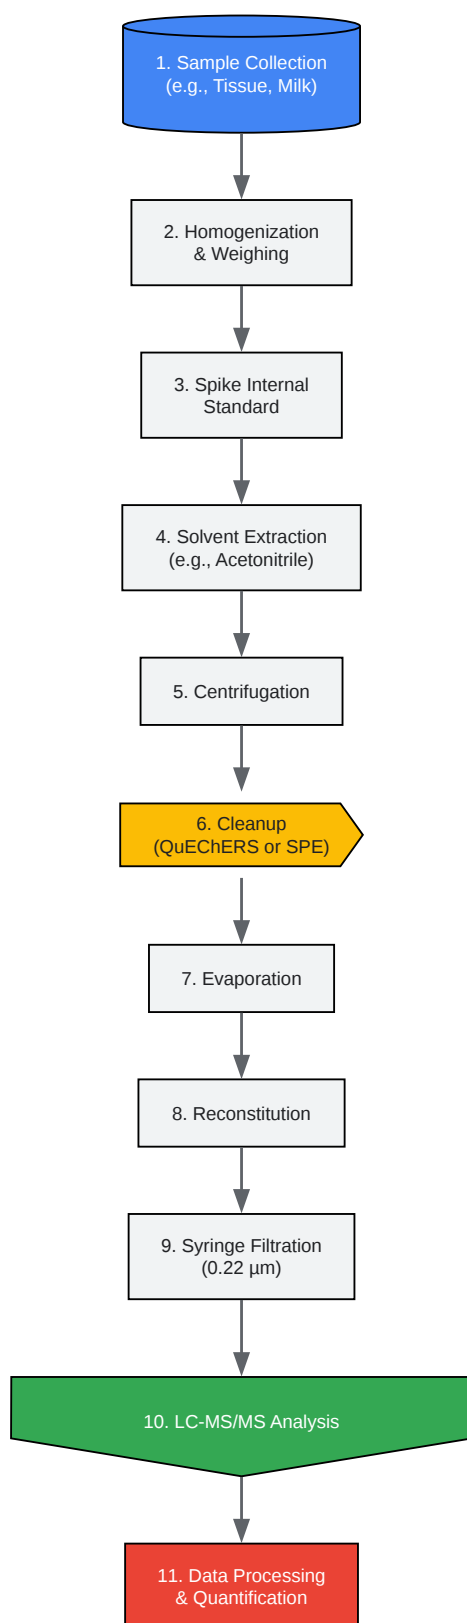 1. Sample Collection
(e.g., Tissue, Milk)
2. Homogenization
& Weighing
3. Spike Internal
Standard
4. Solvent Extraction
(e.g., Acetonitrile)
5. Centrifugation
6. Cleanup
(QuEChERS or SPE)
7. Evaporation
8. Reconstitution
9. Syringe Filtration
(0.22 µm)
10. LC-MS/MS Analysis
11. Data Processing
& Quantification